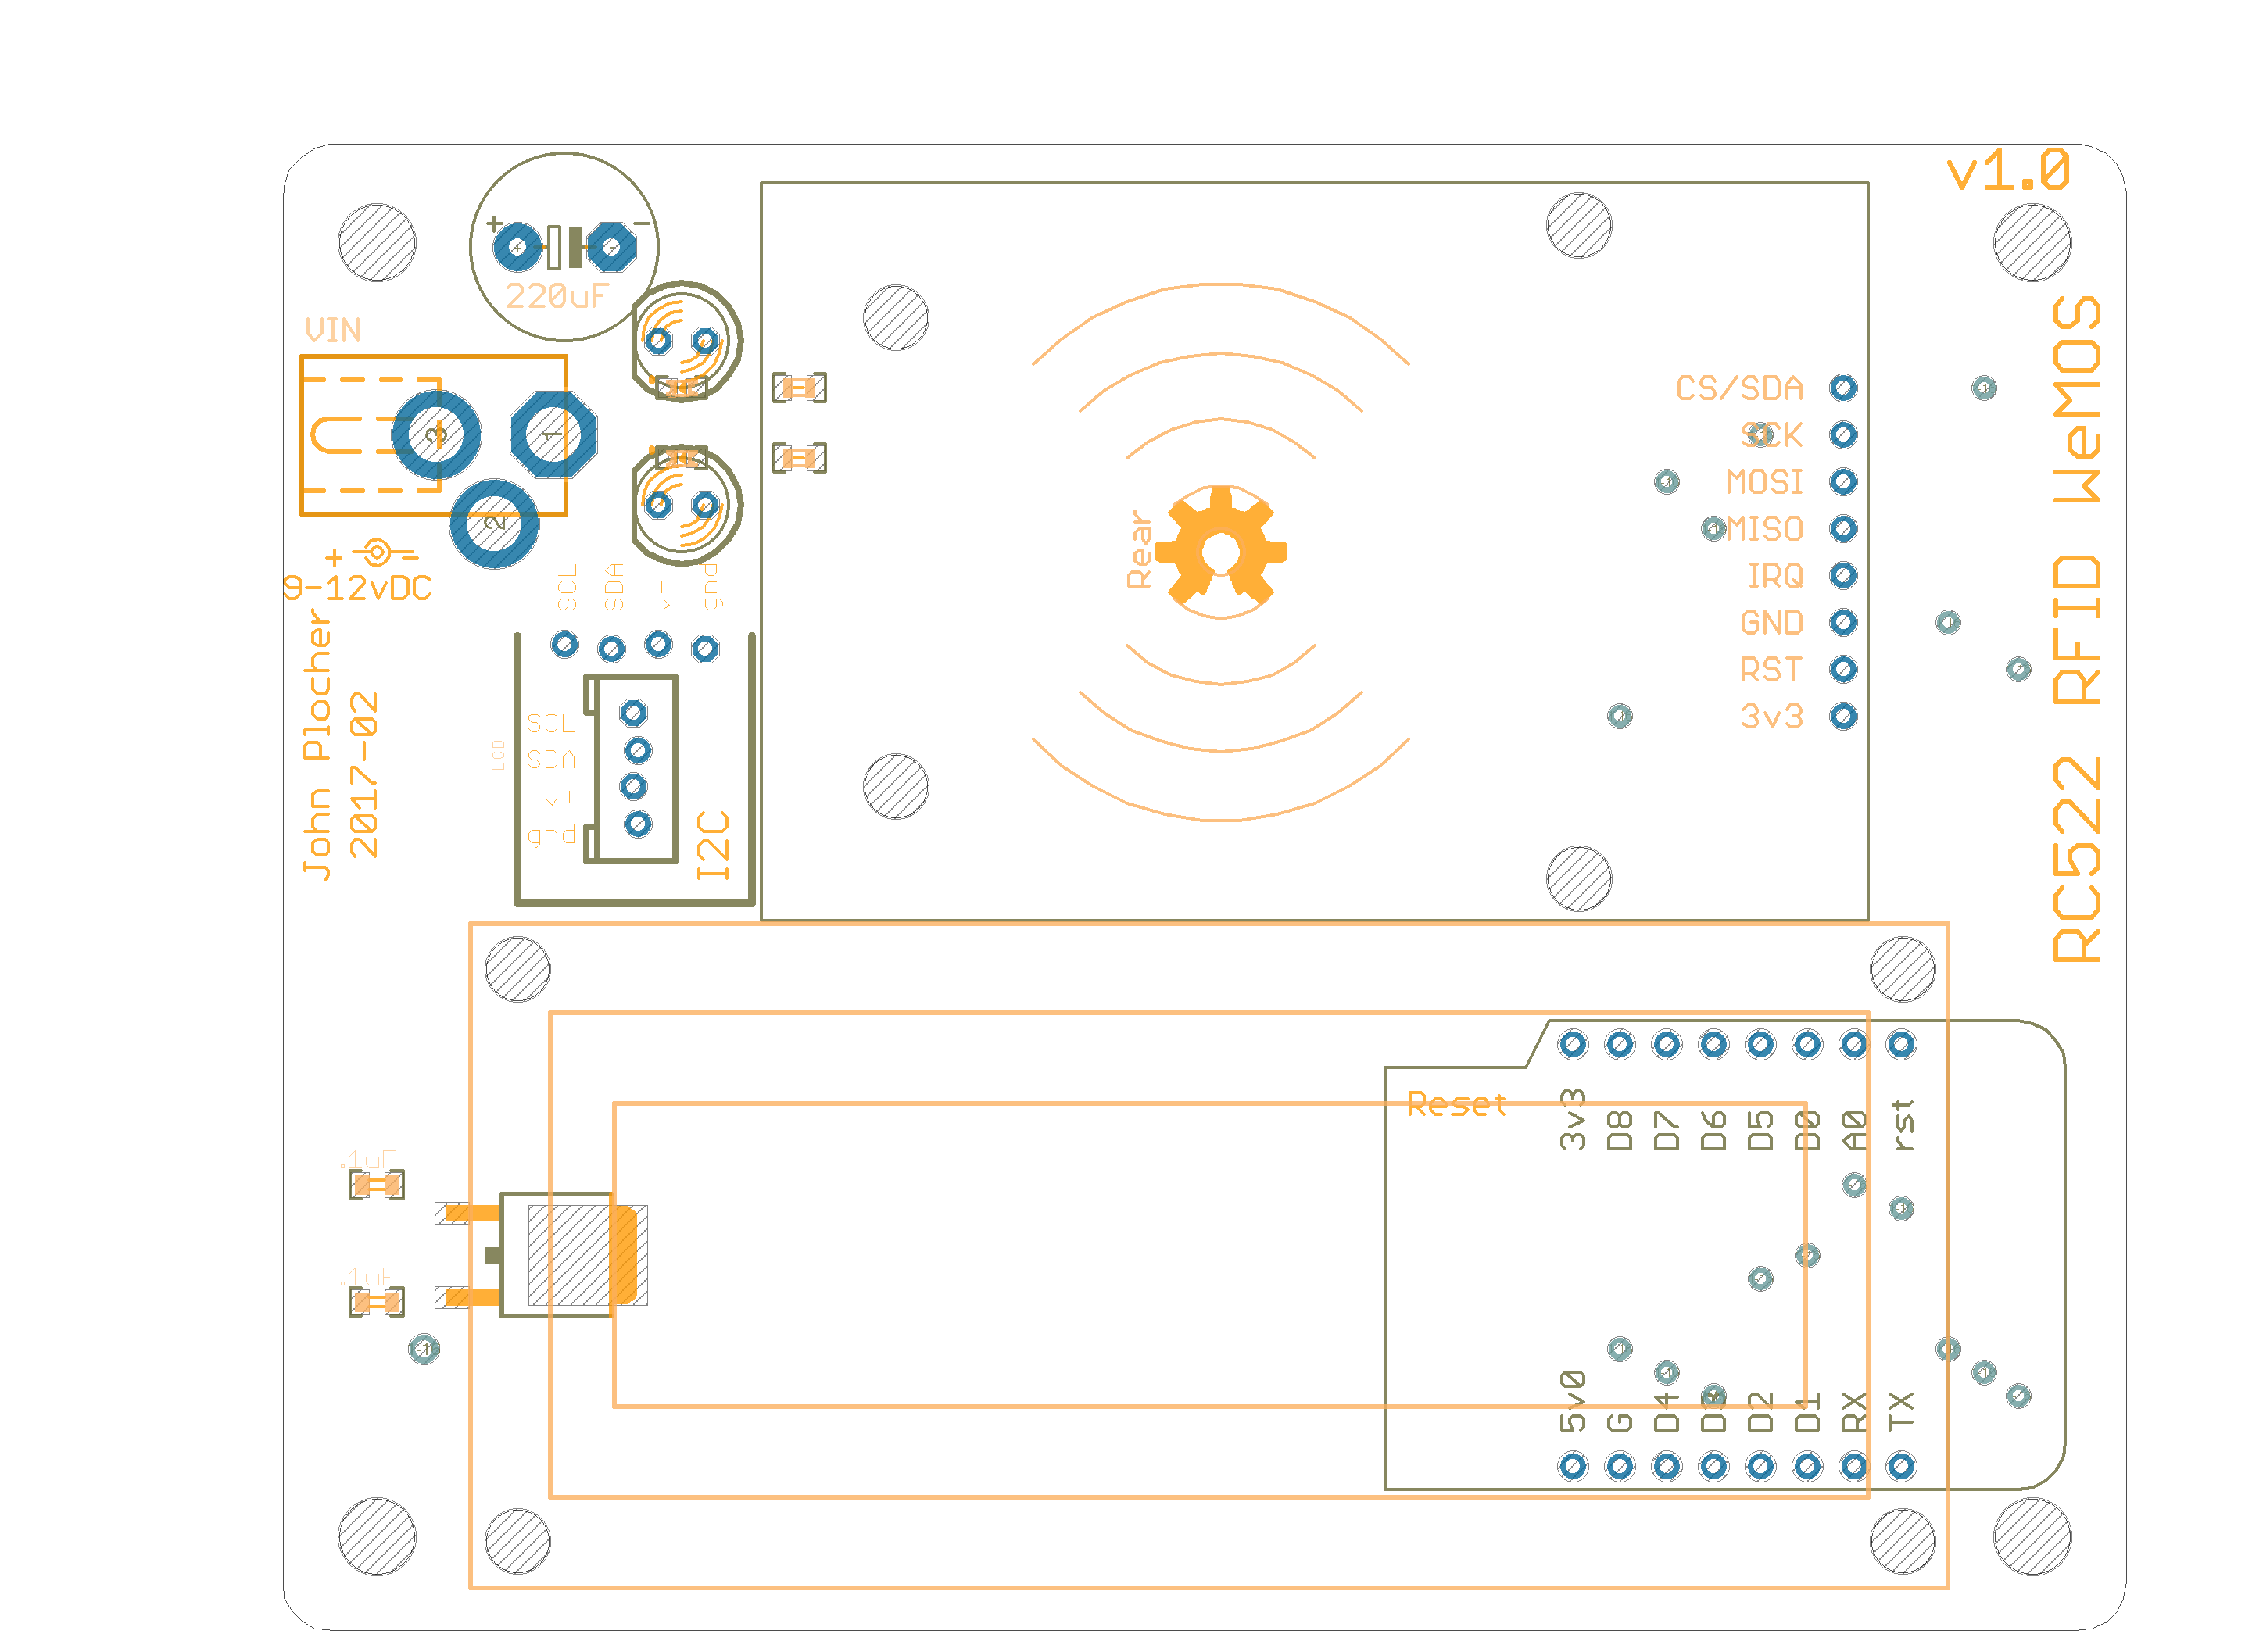 v1.0
+ -
+ -
220uF
VIN
3 1
2
+ -
9-12vDC
John Plocher
2017-02
SCL
SDA
V+
gnd
LCD
SCL
SDA
V+
gnd
I2C
Rear
CS/SDA
SCK
MOSI
MISO
IRQ
GND
RST
3v3
RC522 RFID WeMOS
Reset
3v3
D8
D7
D6
D5
D0
A0
rst
.1uF
.1uF
5v0
G
D4
D3
D2
D1
RX
TX